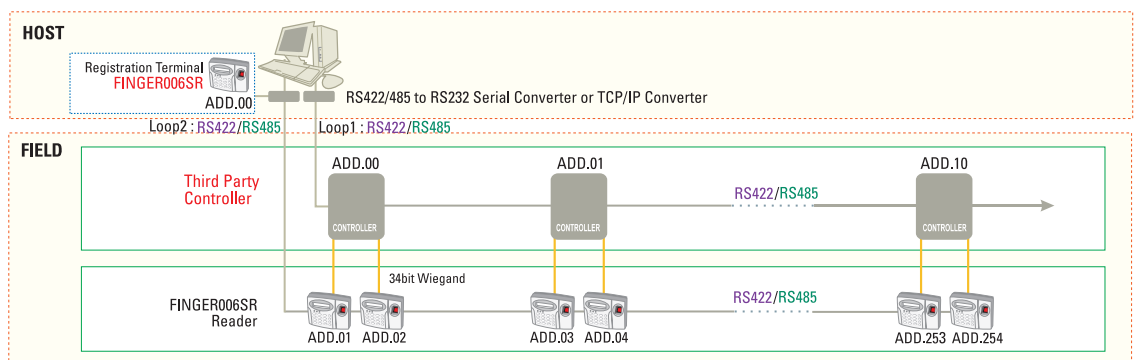 HOST
Registration Terminal
FINGER006SR
ADD.00
RS422/485 to RS232 Serial Converter or TCP/IP Converter
Loop2 : RS422/RS485
Loop1 : RS422/RS485
FIELD
Third Party
Controller
ADD.00
ADD.01
ADD.10
RS422/RS485
CONTROLLER
CONTROLLER
CONTROLLER
34bit Wiegand
FINGER006SR
Reader
RS422/RS485
ADD.01
ADD.02
ADD.03
ADD.04
ADD.253
ADD.254